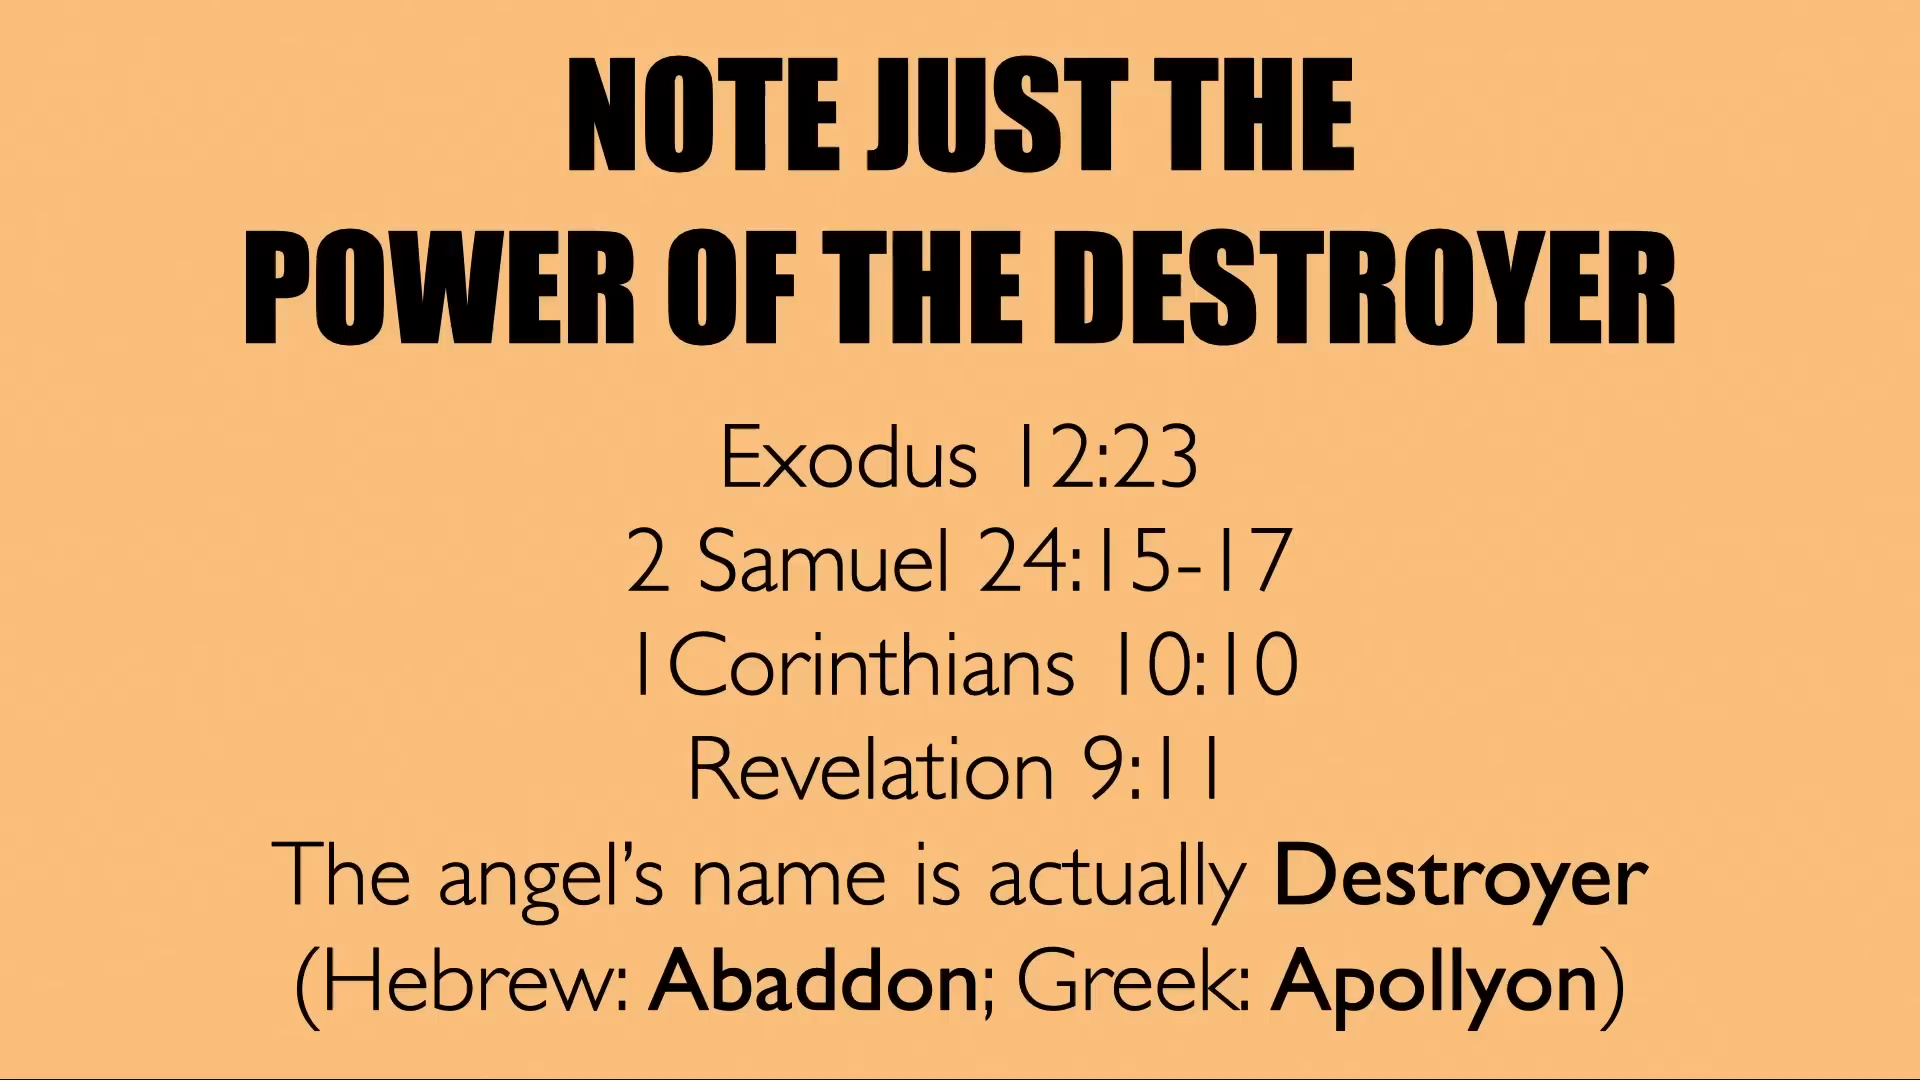 NOTE JUST THE
POWER OF THE DESTROYER
Exodus 12:23
2 Samuel 24:15-17
1Corinthians 10:10
Revelation 9:11
The angel’s name is actually Destroyer
(Hebrew: Abaddon; Greek: Apollyon)